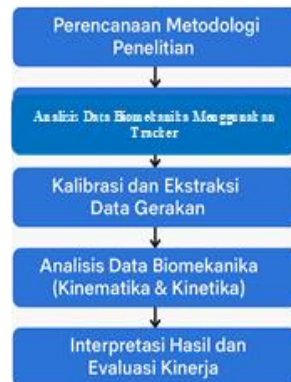 Perencanaan Metodologi
Penelitian
Analisis Data Biomekanika Menggunakan
Tracker
Kalibrasi dan Ekstraksi
Data Gerakan
Analisis Data Biomekanika
(Kinematika & Kinetika)
Interpretasi Hasil dan
Evaluasi Kinerja